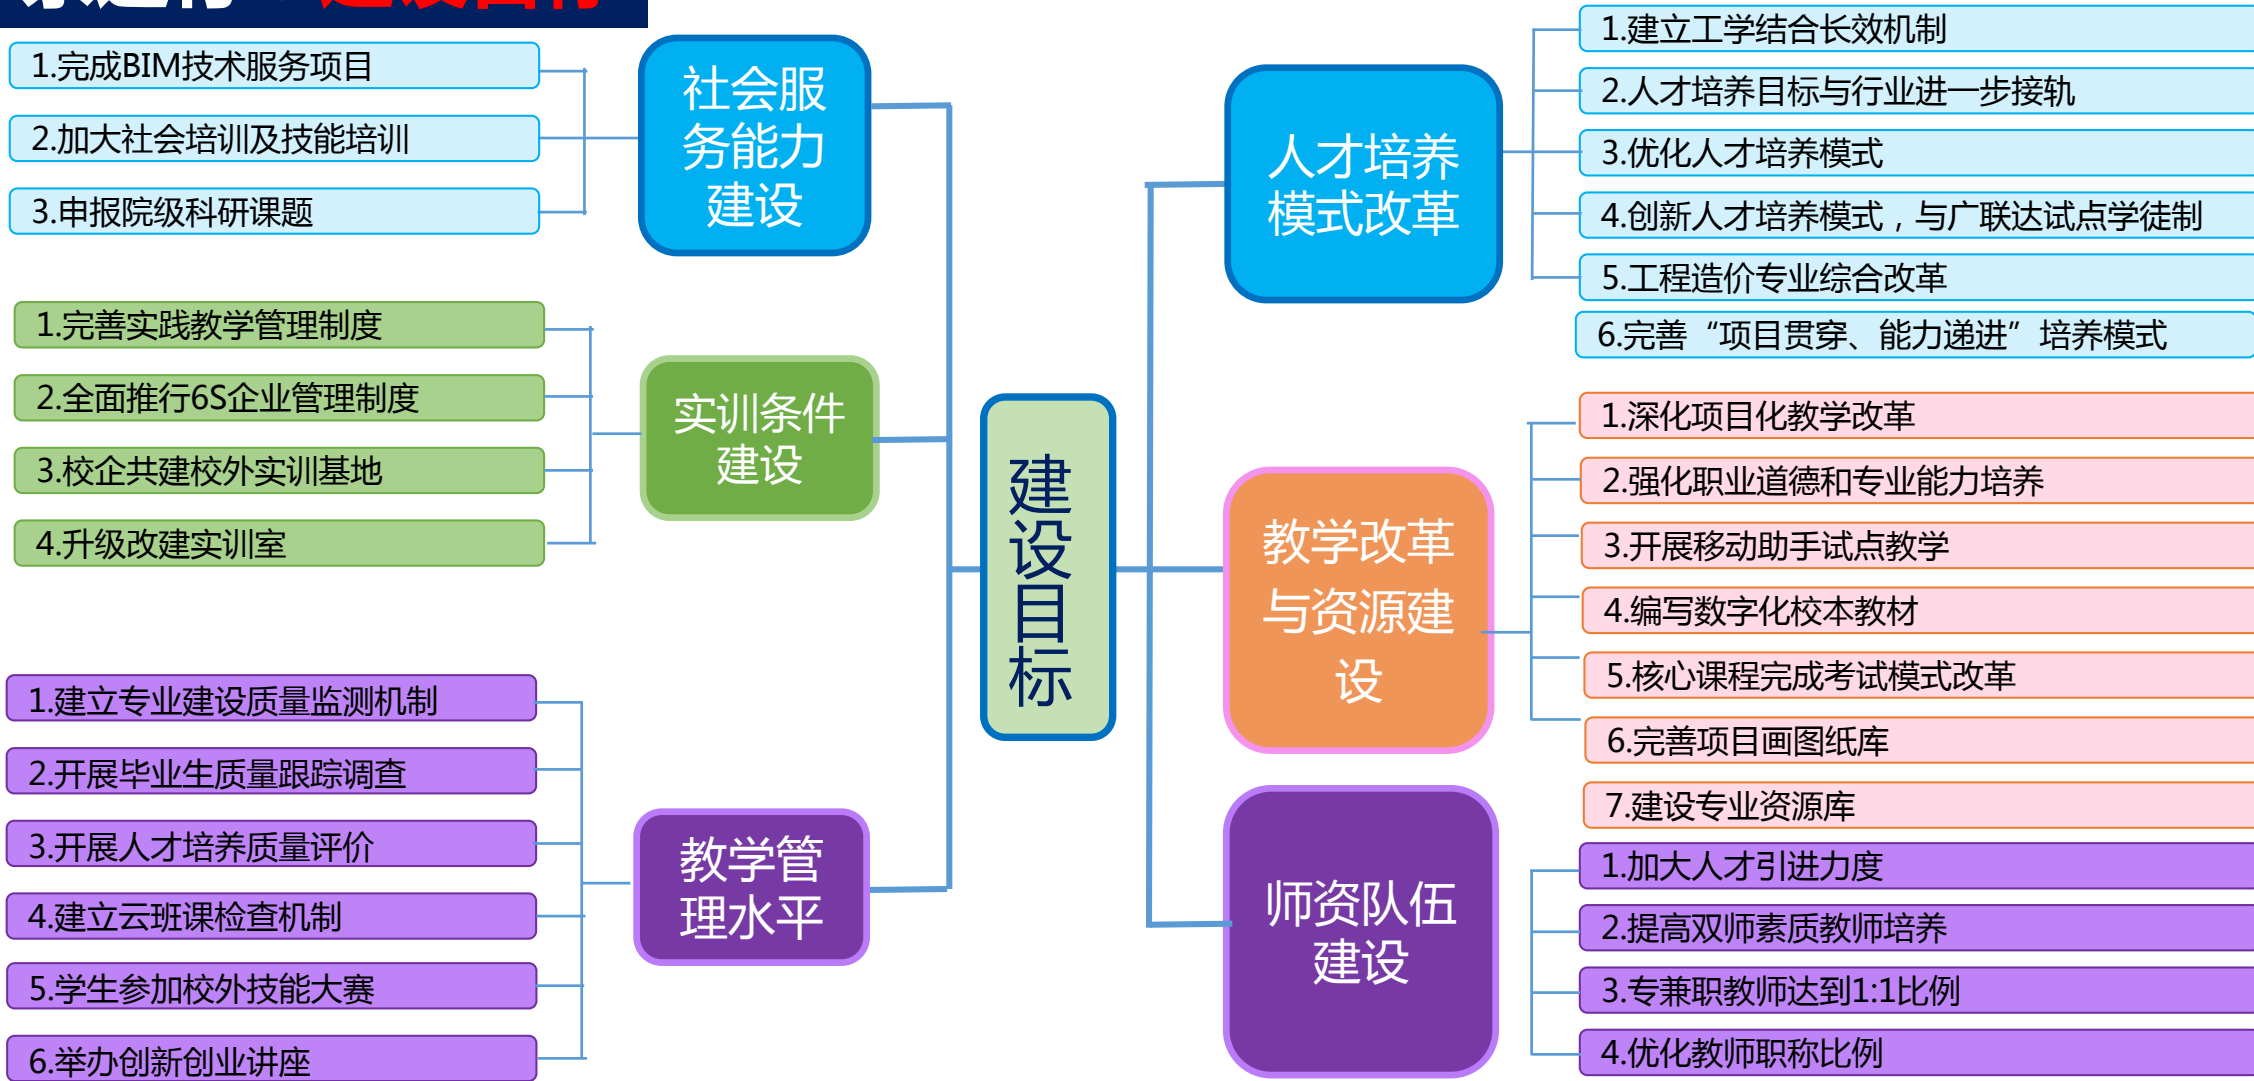 建设目标
1.完成BIM技术服务项目
2.加大社会培训及技能培训
3.申报院级科研课题
社会服
务能力
建设
1.完善实践教学管理制度
2.全面推行6S企业管理制度
3.校企共建校外实训基地
4.升级改建实训室
实训条件
建设
1.建立专业建设质量监测机制
2.开展毕业生质量跟踪调查
3.开展人才培养质量评价
4.建立云班课检查机制
5.学生参加校外技能大赛
6.举办创新创业讲座
教学管
理水平
建设目标
人才培养
模式改革
1.建立工学结合长效机制
2.人才培养目标与行业进一步接轨
3.优化人才培养模式
4.创新人才培养模式，与广联达试点学徒制
5.工程造价专业综合改革
6.完善“项目贯穿、能力递进”培养模式
教学改革
与资源建
设
1.深化项目化教学改革
2.强化职业道德和专业能力培养
3.开展移动助手试点教学
4.编写数字化校本教材
5.核心课程完成考试模式改革
6.完善项目画图纸库
7.建设专业资源库
师资队伍
建设
1.加大人才引进力度
2.提高双师素质教师培养
3.专兼职教师达到1:1比例
4.优化教师职称比例